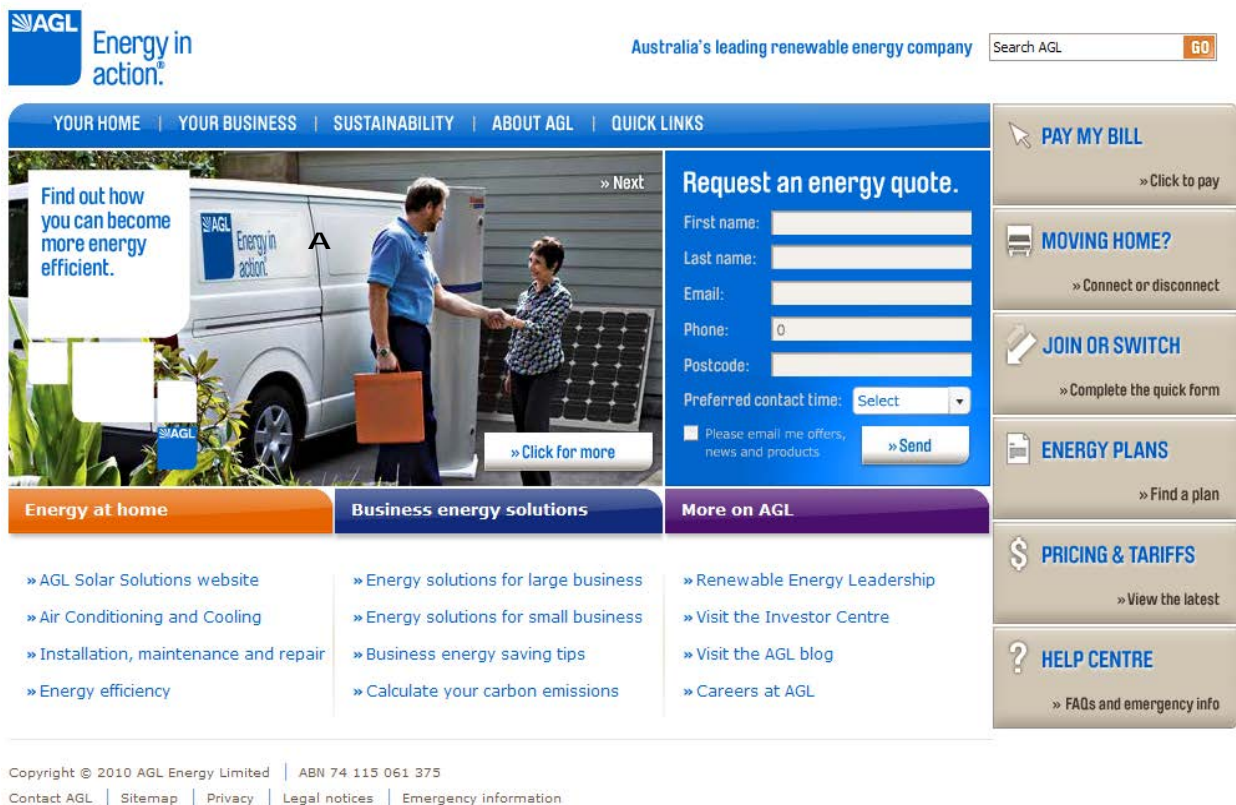 AGL
Energy in
action.®
Australia's leading renewable energy company
Search AGL
GO
YOUR HOME | YOUR BUSINESS | SUSTAINABILITY | ABOUT AGL | QUICK LINKS
Find out how
you can become
more energy
efficient.
AGL
Energy in
action.
A
» Next
AGL
» Click for more
Request an energy quote.
First name:
Last name:
Email:
Phone: 0
Postcode:
Preferred contact time: Select
Please email me offers,
news and products
» Send
PAY MY BILL
» Click to pay
MOVING HOME?
» Connect or disconnect
JOIN OR SWITCH
» Complete the quick form
ENERGY PLANS
» Find a plan
$ PRICING & TARIFFS
» View the latest
? HELP CENTRE
» FAQs and emergency info
Energy at home
» AGL Solar Solutions website
» Air Conditioning and Cooling
» Installation, maintenance and repair
» Energy efficiency
Business energy solutions
» Energy solutions for large business
» Energy solutions for small business
» Business energy saving tips
» Calculate your carbon emissions
More on AGL
» Renewable Energy Leadership
» Visit the Investor Centre
» Visit the AGL blog
» Careers at AGL
Copyright © 2010 AGL Energy Limited | ABN 74 115 061 375
Contact AGL | Sitemap | Privacy | Legal notices | Emergency information